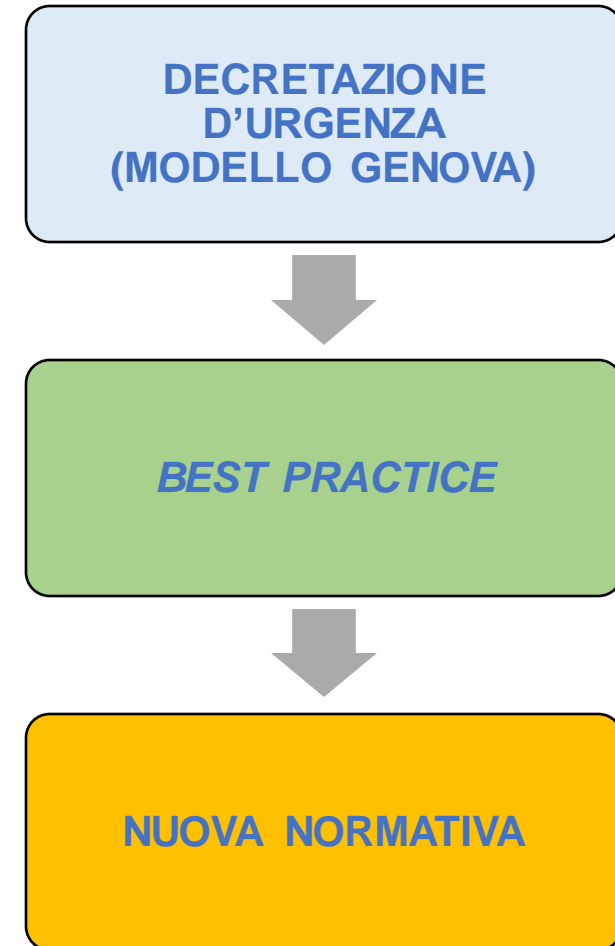 DECRETAZIONE
D’URGENZA
(MODELLO GENOVA)
BEST PRACTICE
NUOVA NORMATIVA